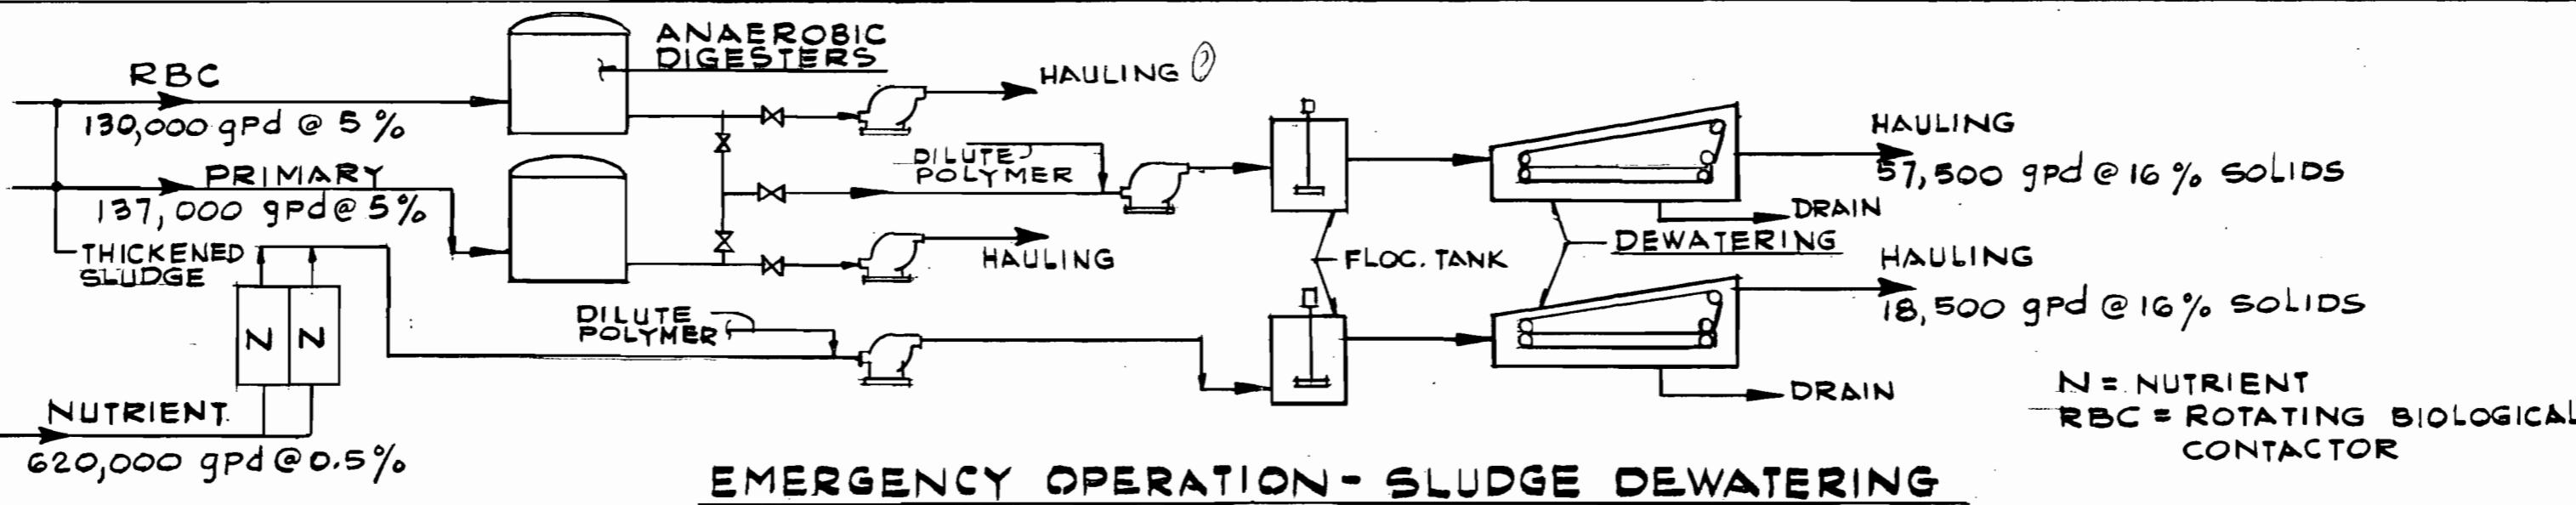 RBC
130,000 gpd @ 5%
PRIMARY
137,000 gpd @ 5%
THICKENED
SLUDGE
N N
NUTRIENT
620,000 gpd @ 0.5%
ANAEROBIC
DIGESTERS
HAULING
DILUTE
POLYMER
HAULING
DILUTE
POLYMER
FLOC. TANK
HAULING
57,500 gpd @ 16% SOLIDS
DRAIN
DEWATERING
HAULING
18,500 gpd @ 16% SOLIDS
DRAIN
N = NUTRIENT
RBC = ROTATING BIOLOGICAL
CONTACTOR
EMERGENCY OPERATION - SLUDGE DEWATERING